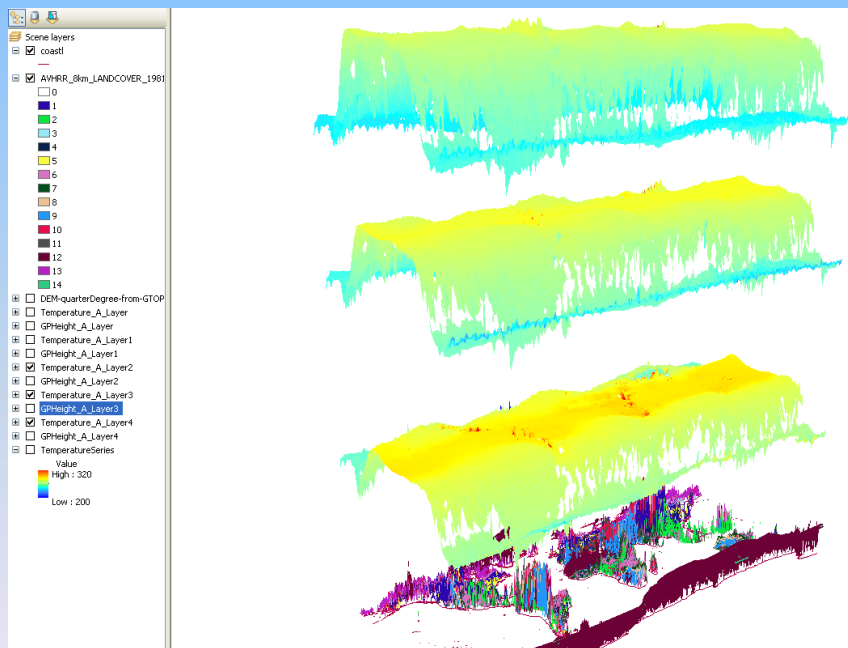 Scene layers
coastl
AVHRR_8km_LANDCOVER_1981
0
1
2
3
4
5
6
7
8
9
10
11
12
13
14
DEM-quarterDegree-from-GTOP
Temperature_A_Layer
GPHeight_A_Layer
Temperature_A_Layer1
GPHeight_A_Layer1
Temperature_A_Layer2
GPHeight_A_Layer2
Temperature_A_Layer3
GPHeight_A_Layer3
Temperature_A_Layer4
GPHeight_A_Layer4
TemperatureSeries
Value
High : 320
Low : 200